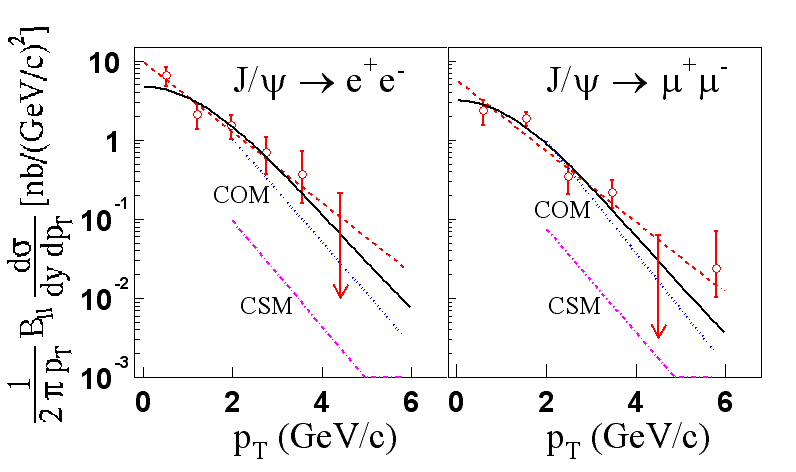 1/(2 π p_T) B_ll dσ/(dy dp_T) [nb/(GeV/c)²]
J/ψ → e⁺e⁻
J/ψ → μ⁺μ⁻
10
1
10⁻¹
10⁻²
10⁻³
COM
CSM
COM
CSM
0 2 4 6
0 2 4 6
p_T (GeV/c)
p_T (GeV/c)